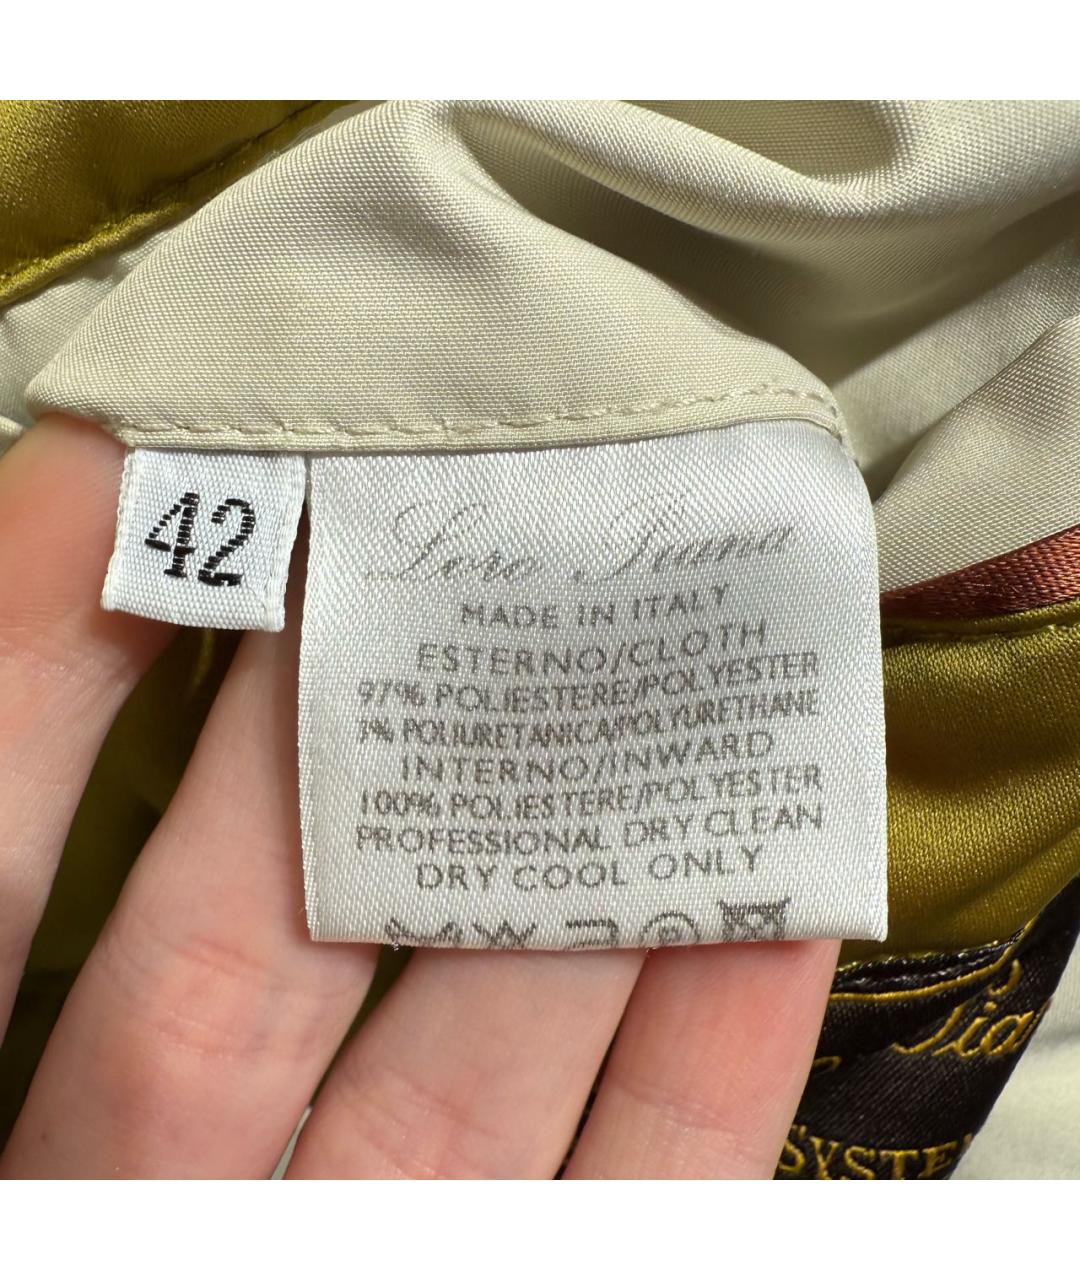 42
Loro Piana
MADE IN ITALY
ESTERNO/CLOTH
97% POLIESTERE/POLYESTER
3% POLIURETANICA/POLYURETHANE
INTERNO/INWARD
100% POLIESTERE/POLYESTER
PROFESSIONAL DRY CLEAN
DRY COOL ONLY
SYSTE